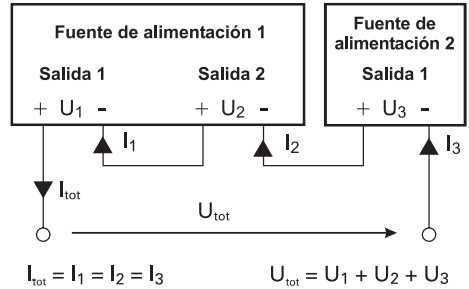 Fuente de alimentación 1
Fuente de
alimentación 2
Salida 1
Salida 2
Salida 1
+ U₁ −
+ U₂ −
+ U₃ −
I₁
I₂
I₃
Iₜₒₜ
Uₜₒₜ
Iₜₒₜ = I₁ = I₂ = I₃
Uₜₒₜ = U₁ + U₂ + U₃